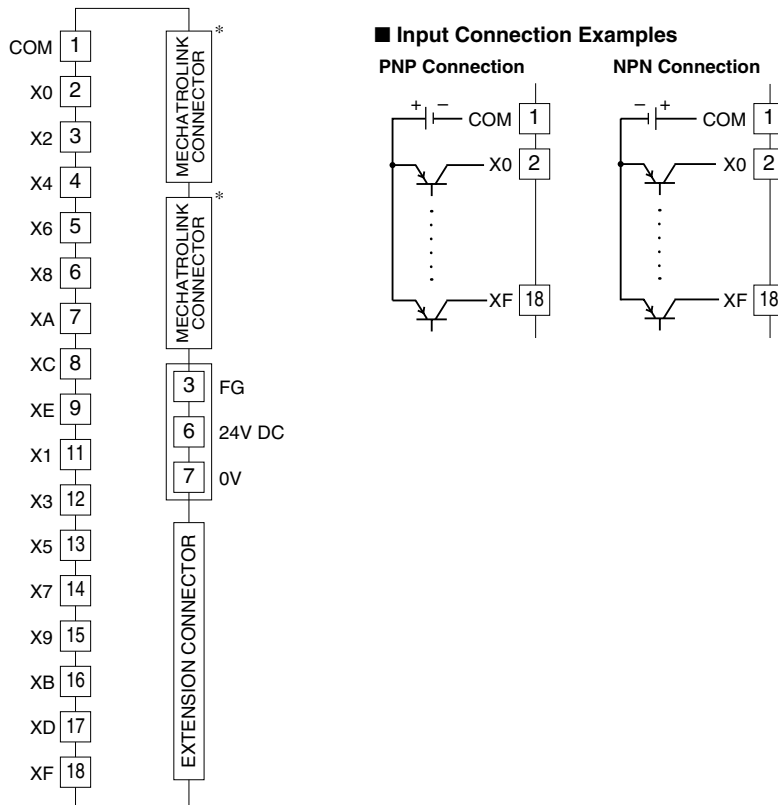 COM 1
X0 2
X2 3
X4 4
X6 5
X8 6
XA 7
XC 8
XE 9
X1 11
X3 12
X5 13
X7 14
X9 15
XB 16
XD 17
XF 18
MECHATROLINK
CONNECTOR
*
MECHATROLINK
CONNECTOR
*
3 FG
6 24V DC
7 0V
EXTENSION CONNECTOR
■ Input Connection Examples
PNP Connection
+ − COM 1
X0 2
XF 18
NPN Connection
− + COM 1
X0 2
XF 18